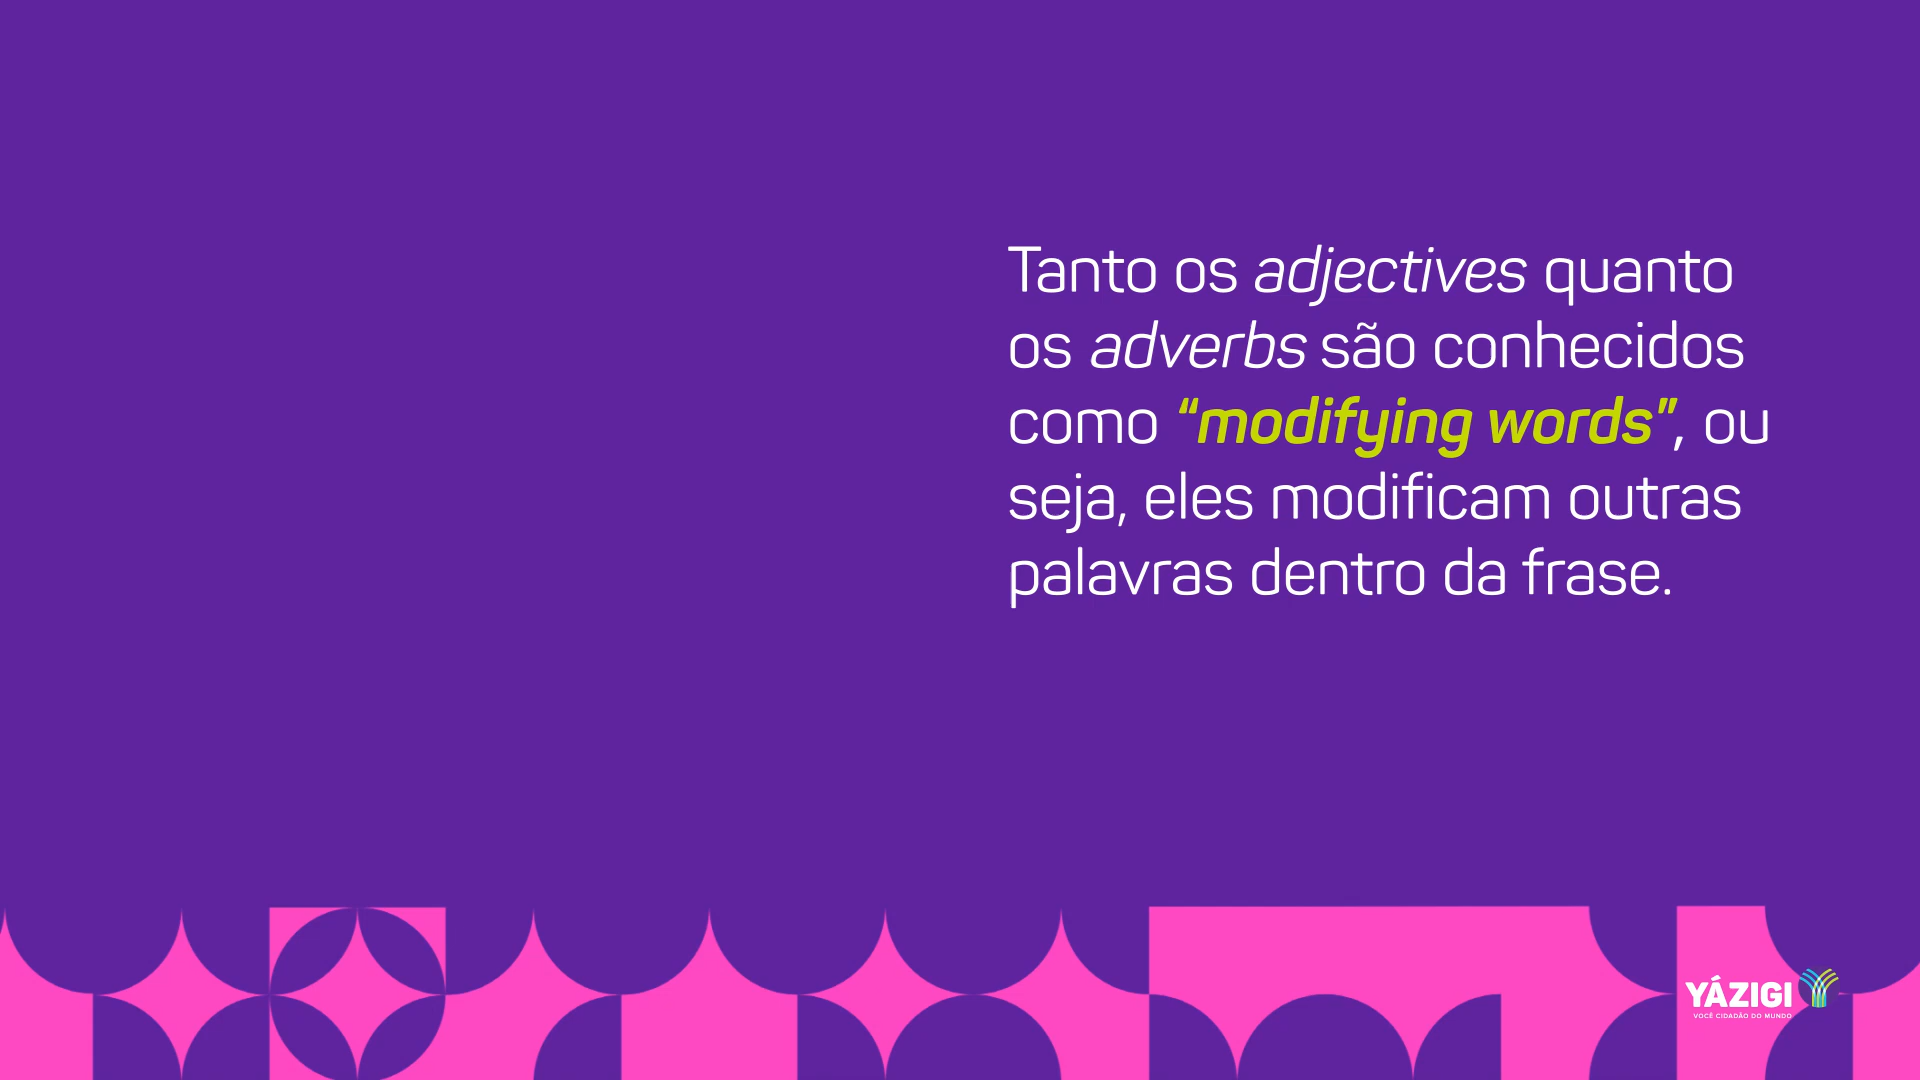 Tanto os adjectives quanto
os adverbs são conhecidos
como “modifying words”, ou
seja, eles modificam outras
palavras dentro da frase.
YÁZIGI
VOCÊ CIDADÃO DO MUNDO